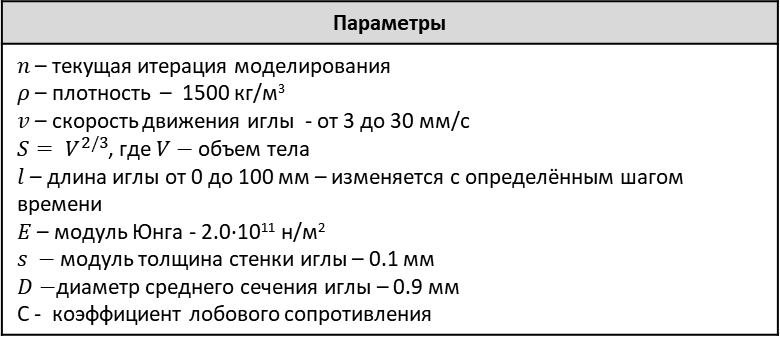 Параметры
n – текущая итерация моделирования
ρ – плотность – 1500 кг/м³
v – скорость движения иглы - от 3 до 30 мм/с
S = V^{2/3}, где V – объем тела
l – длина иглы от 0 до 100 мм – изменяется с определённым шагом
времени
E – модуль Юнга - 2.0·10¹¹ н/м²
s – модуль толщина стенки иглы – 0.1 мм
D –диаметр среднего сечения иглы – 0.9 мм
C - коэффициент лобового сопротивления